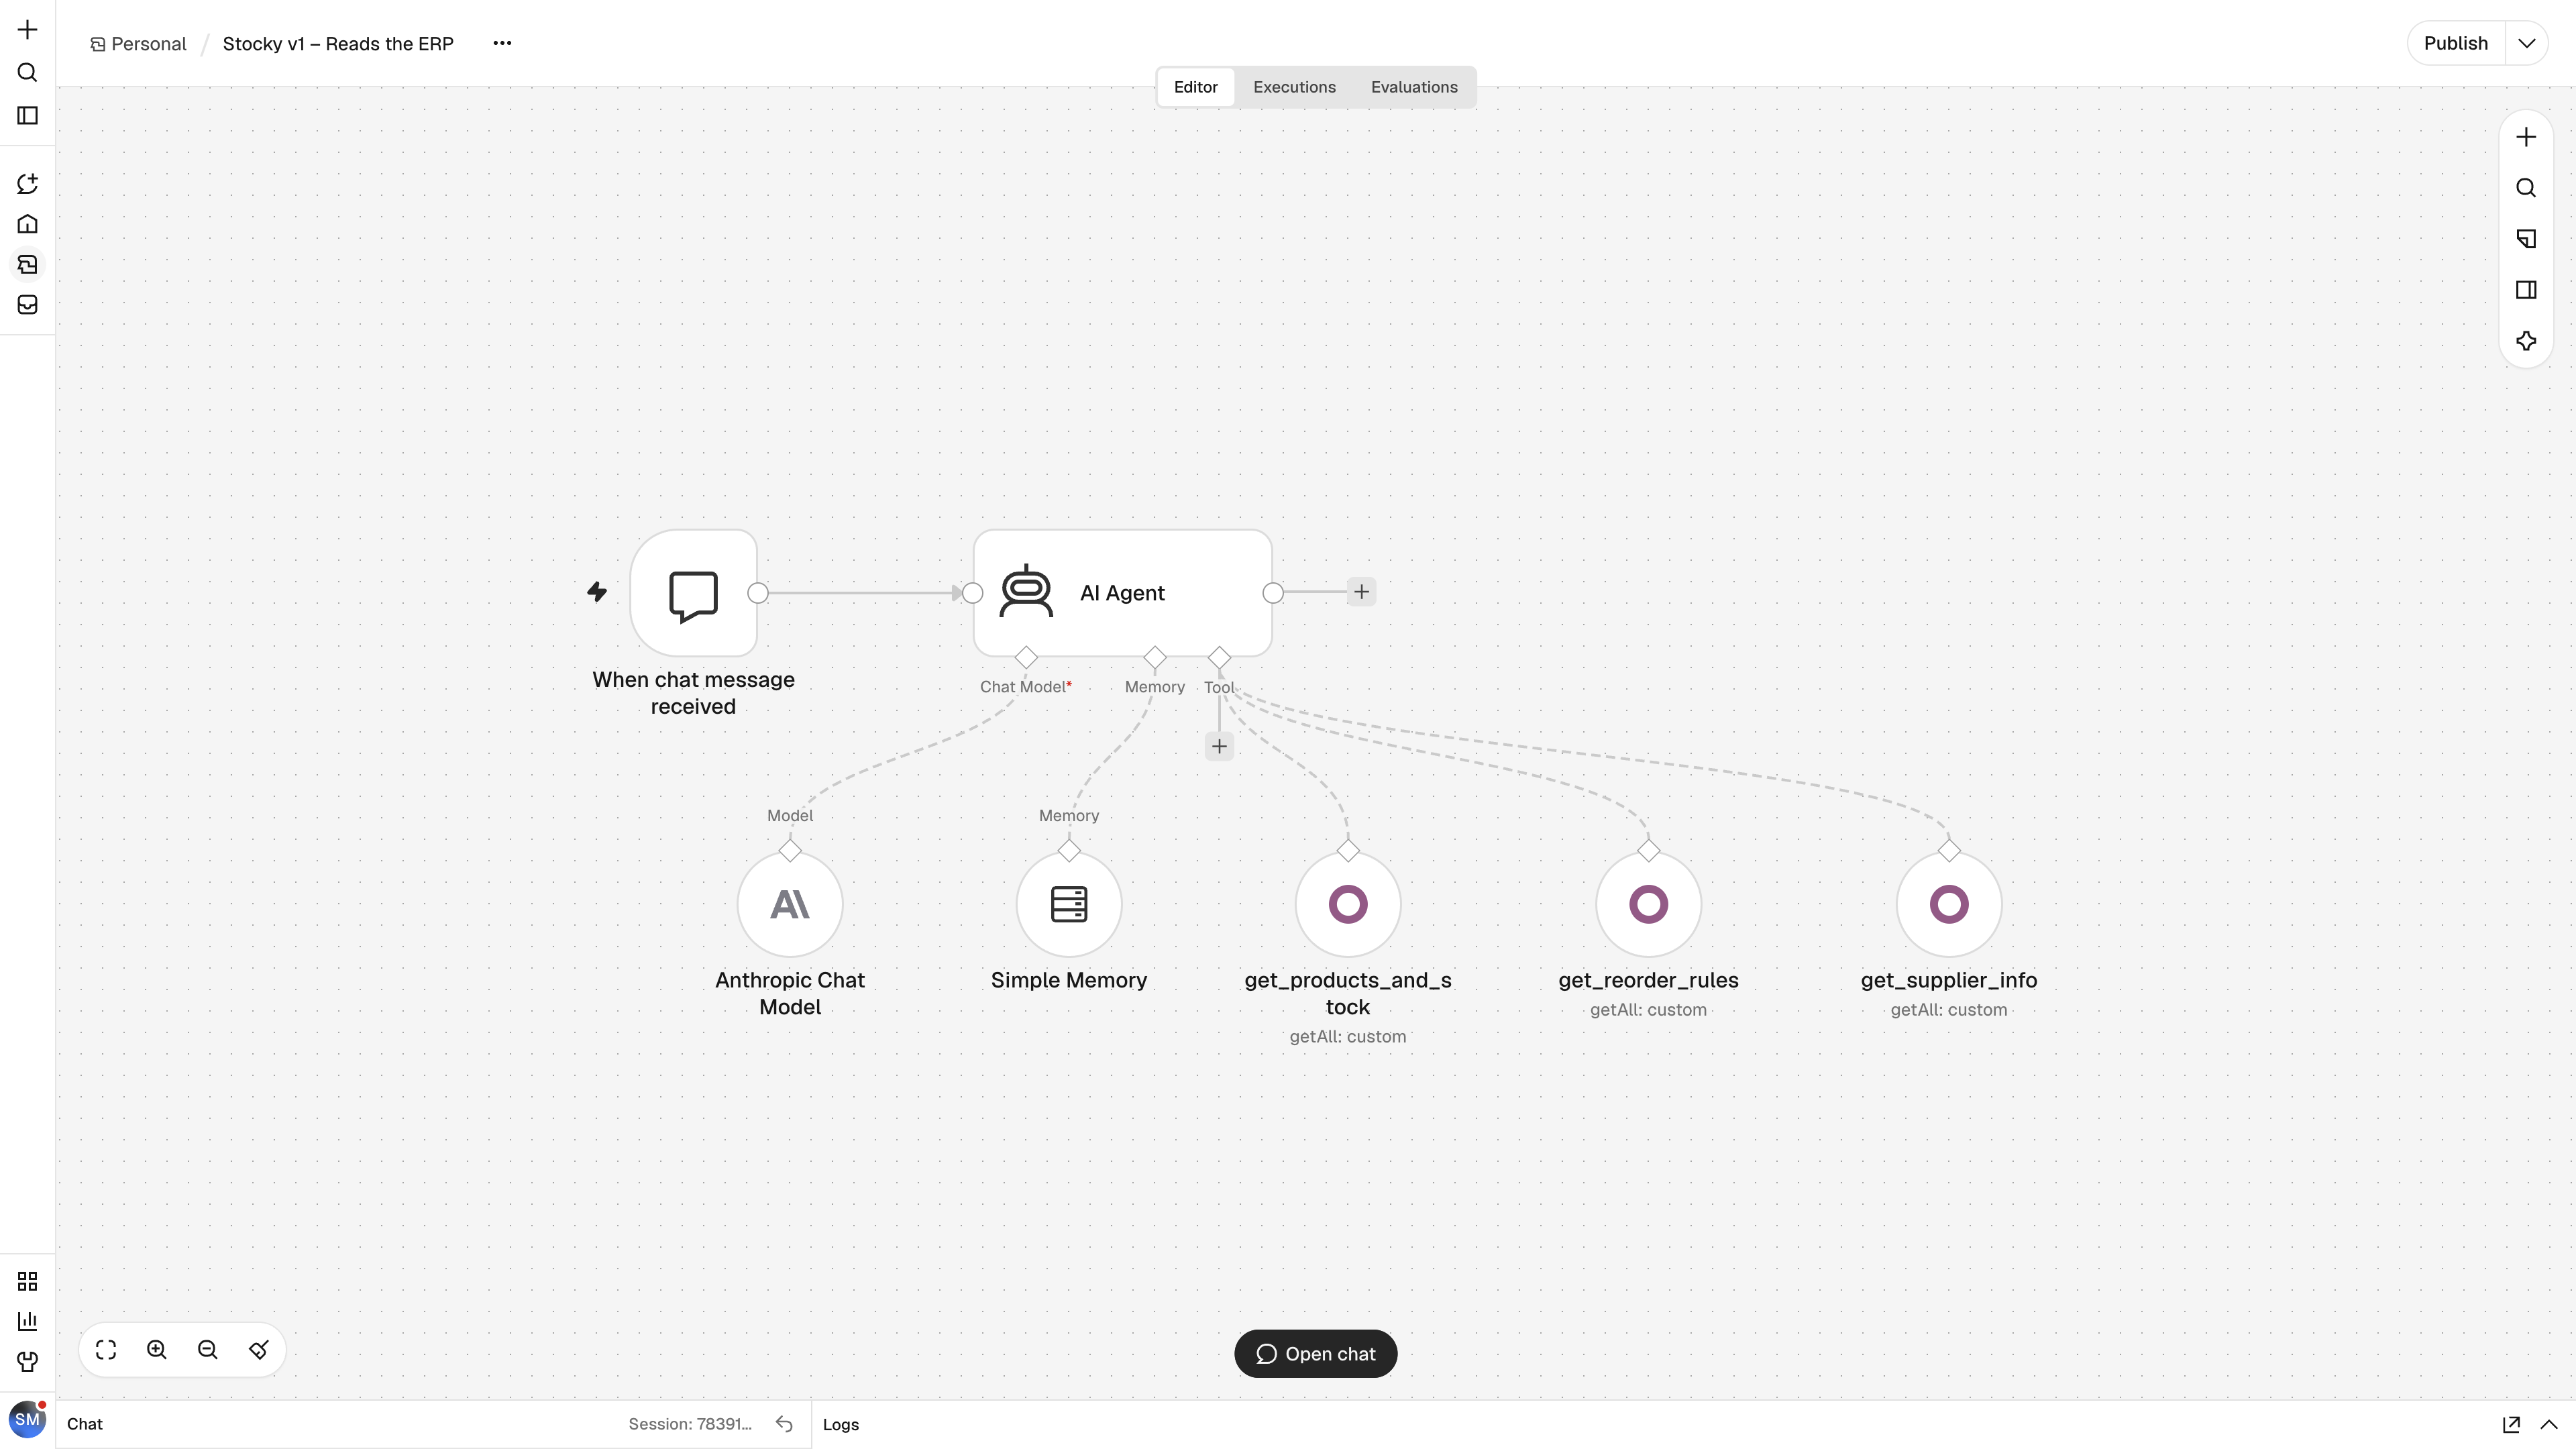 Personal / Stocky v1 – Reads the ERP
Publish
Editor Executions Evaluations
AI Agent
When chat message
received
Chat Model* Memory Tool
Model Memory
Anthropic Chat
Model
Simple Memory
get_products_and_s
tock
getAll: custom
get_reorder_rules
getAll: custom
get_supplier_info
getAll: custom
Open chat
SM
Chat
Session: 78391...
Logs